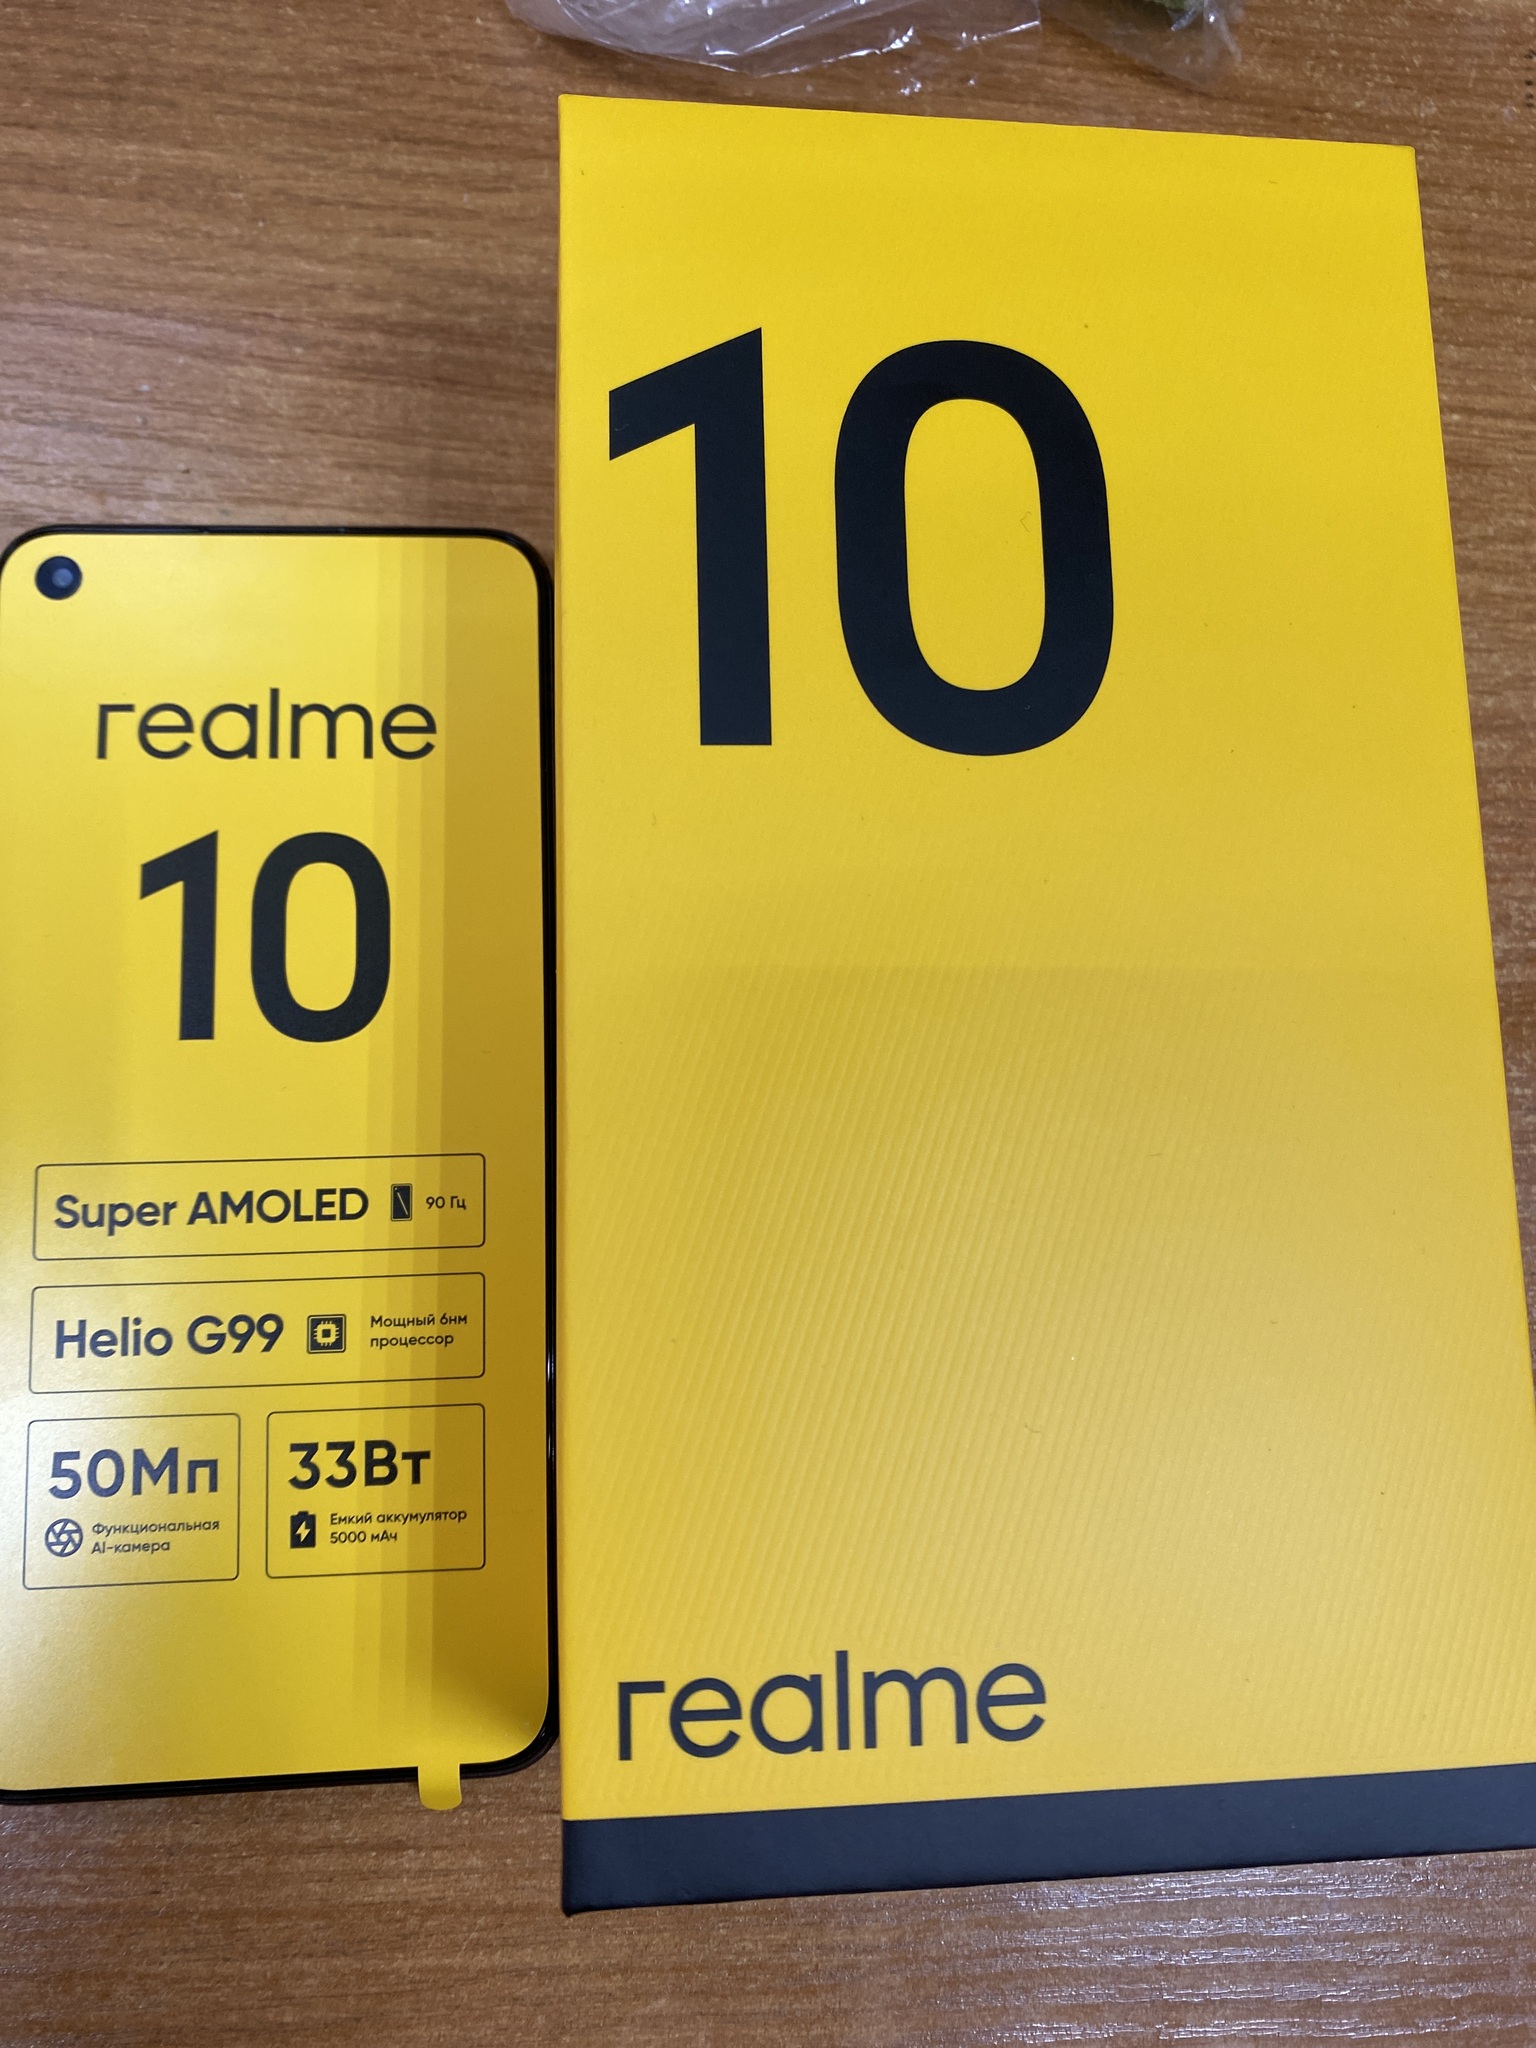 realme
10
Super AMOLED 90 Гц
Helio G99 Мощный 6нм
процессор
50Мп
Функциональная
AI-камера
33Вт
Емкий аккумулятор
5000 мАч
10
realme